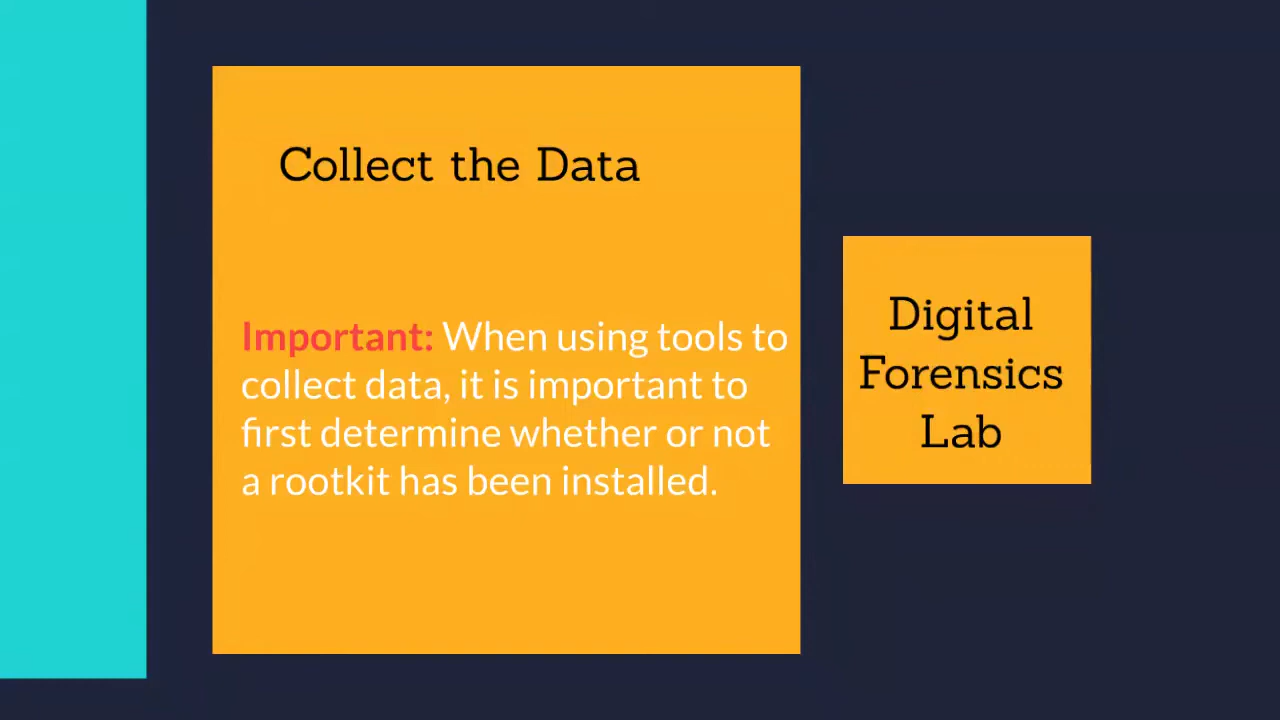 Collect the Data
Important: When using tools to
collect data, it is important to
first determine whether or not
a rootkit has been installed.
Digital
Forensics
Lab